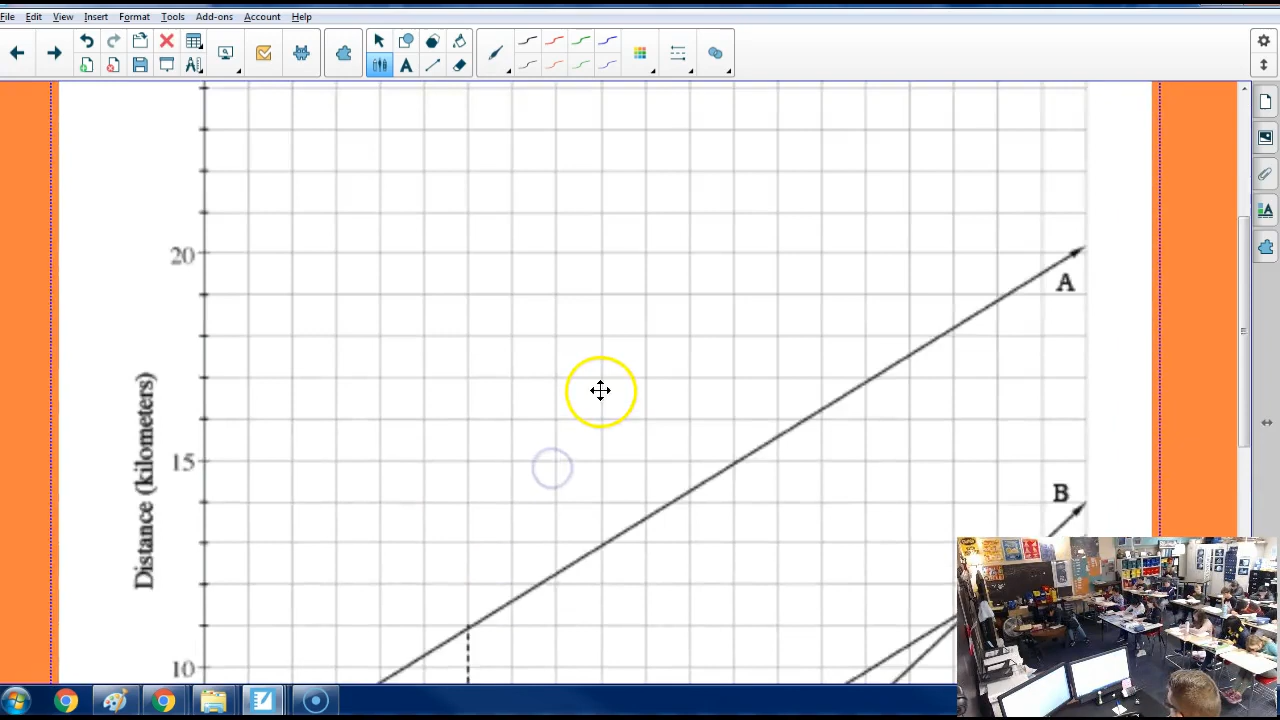 File Edit View Insert Format Tools Add-ons Account Help
20
A
Distance (kilometers)
15
B
10